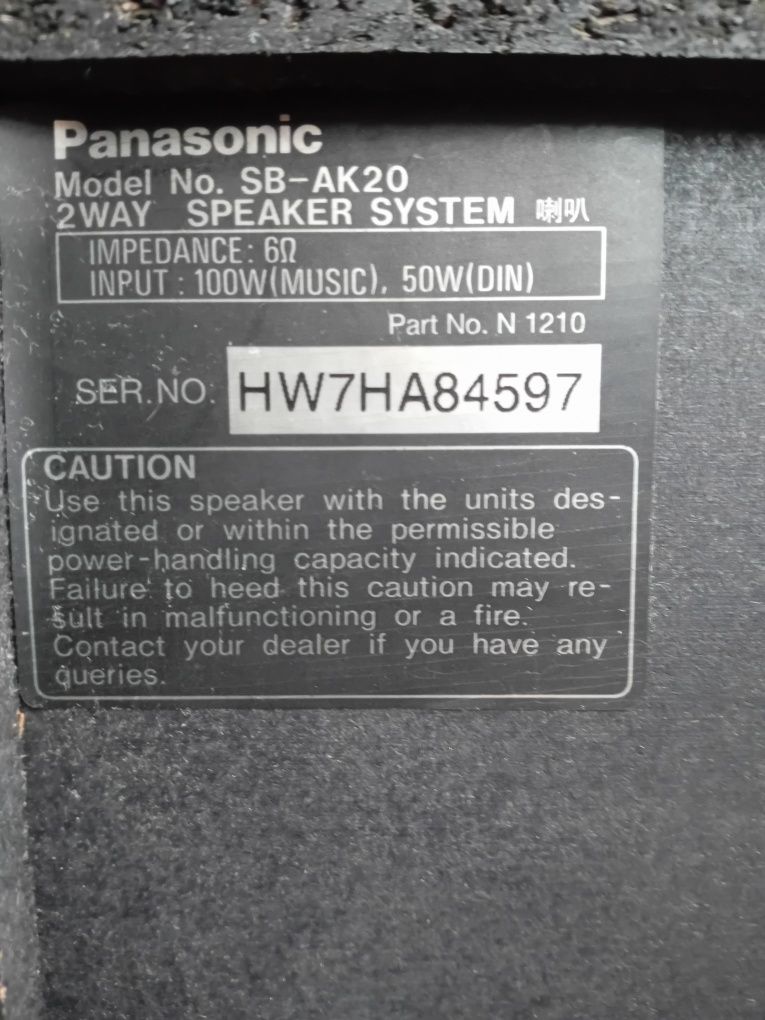 Panasonic
Model No. SB-AK20
2WAY SPEAKER SYSTEM 喇叭
IMPEDANCE: 6Ω
INPUT: 100W(MUSIC), 50W(DIN)
Part No. N 1210
SER.NO. HW7HA84597
CAUTION
Use this speaker with the units des-
ignated or within the permissible
power-handling capacity indicated.
Failure to heed this caution may re-
sult in malfunctioning or a fire.
Contact your dealer if you have any
queries.